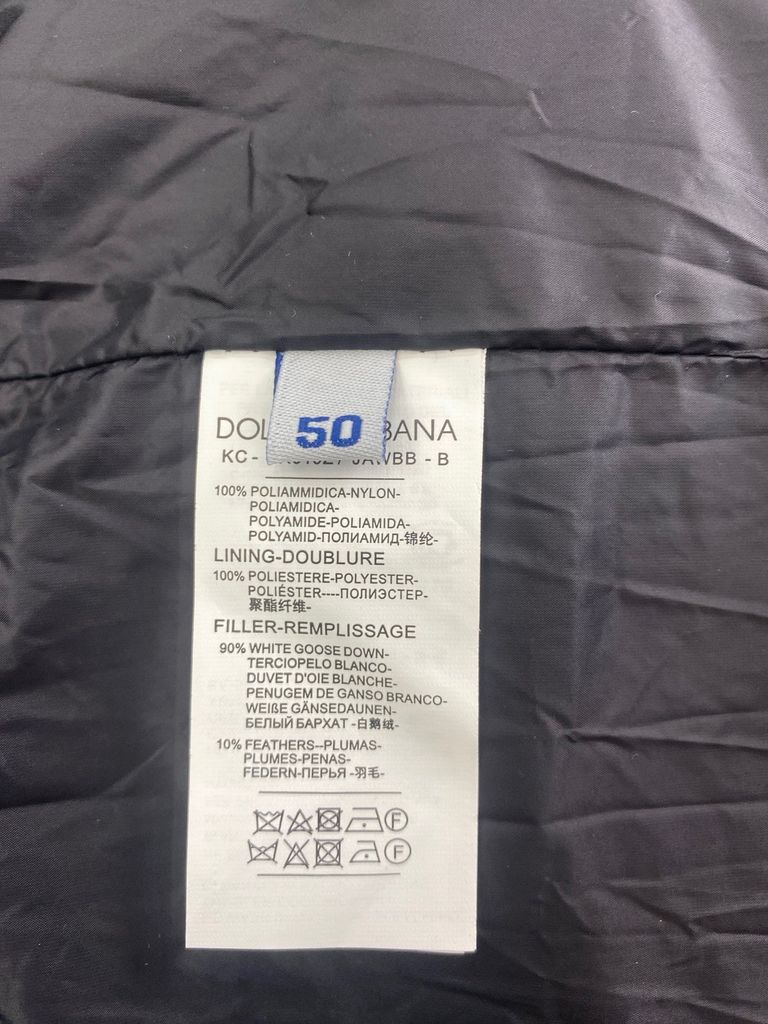 50
DOL BANA
KC - JAWBB - B
100% POLIAMMIDICA-NYLON-
POLIAMIDICA-
POLYAMIDE-POLIAMIDA-
POLYAMID-ПОЛИАМИД-锦纶-
LINING-DOUBLURE
100% POLIESTERE-POLYESTER-
POLIÉSTER----ПОЛИЭСТЕР-
聚酯纤维-
FILLER-REMPLISSAGE
90% WHITE GOOSE DOWN-
TERCIOPELO BLANCO-
DUVET D'OIE BLANCHE-
PENUGEM DE GANSO BRANCO-
WEIßE GÄNSEDAUNEN-
БЕЛЫЙ БАРХАТ -白鹅绒-
10% FEATHERS--PLUMAS-
PLUMES-PENAS-
FEDERN-ПЕРЬЯ -羽毛-
F
F